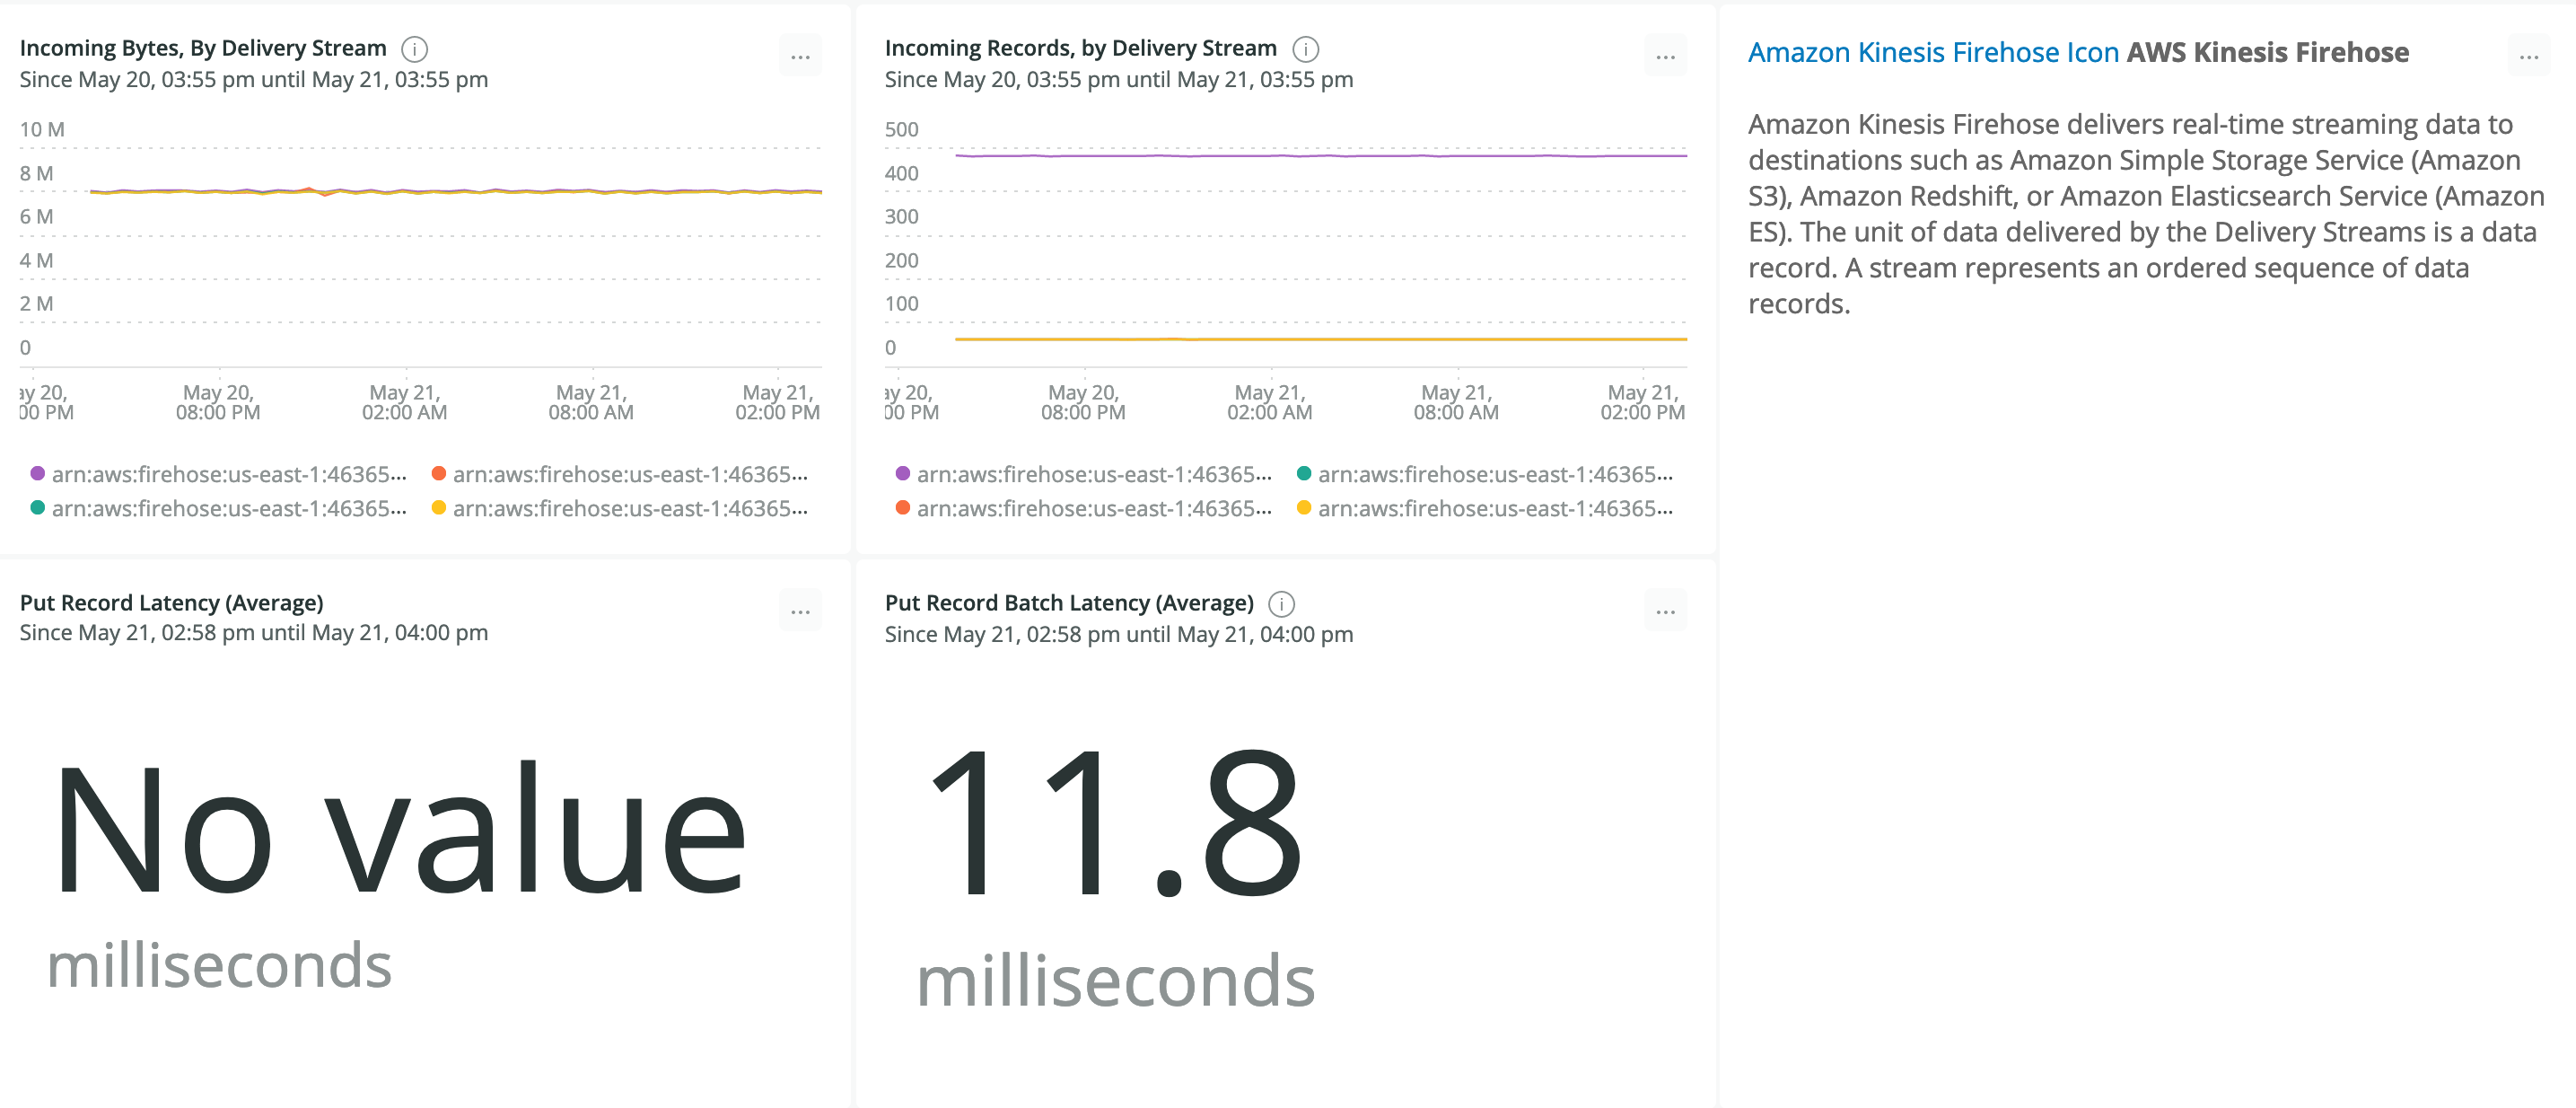 Incoming Bytes, By Delivery Stream
Since May 20, 03:55 pm until May 21, 03:55 pm
10 M
8 M
6 M
4 M
2 M
0
ay 20,
00 PM
May 20,
08:00 PM
May 21,
02:00 AM
May 21,
08:00 AM
May 21,
02:00 PM
arn:aws:firehose:us-east-1:46365...
arn:aws:firehose:us-east-1:46365...
arn:aws:firehose:us-east-1:46365...
arn:aws:firehose:us-east-1:46365...
Incoming Records, by Delivery Stream
Since May 20, 03:55 pm until May 21, 03:55 pm
500
400
300
200
100
0
ay 20,
00 PM
May 20,
08:00 PM
May 21,
02:00 AM
May 21,
08:00 AM
May 21,
02:00 PM
arn:aws:firehose:us-east-1:46365...
arn:aws:firehose:us-east-1:46365...
arn:aws:firehose:us-east-1:46365...
arn:aws:firehose:us-east-1:46365...
Amazon Kinesis Firehose Icon AWS Kinesis Firehose
Amazon Kinesis Firehose delivers real-time streaming data to
destinations such as Amazon Simple Storage Service (Amazon
S3), Amazon Redshift, or Amazon Elasticsearch Service (Amazon
ES). The unit of data delivered by the Delivery Streams is a data
record. A stream represents an ordered sequence of data
records.
Put Record Latency (Average)
Since May 21, 02:58 pm until May 21, 04:00 pm
No value
milliseconds
Put Record Batch Latency (Average)
Since May 21, 02:58 pm until May 21, 04:00 pm
11.8
milliseconds